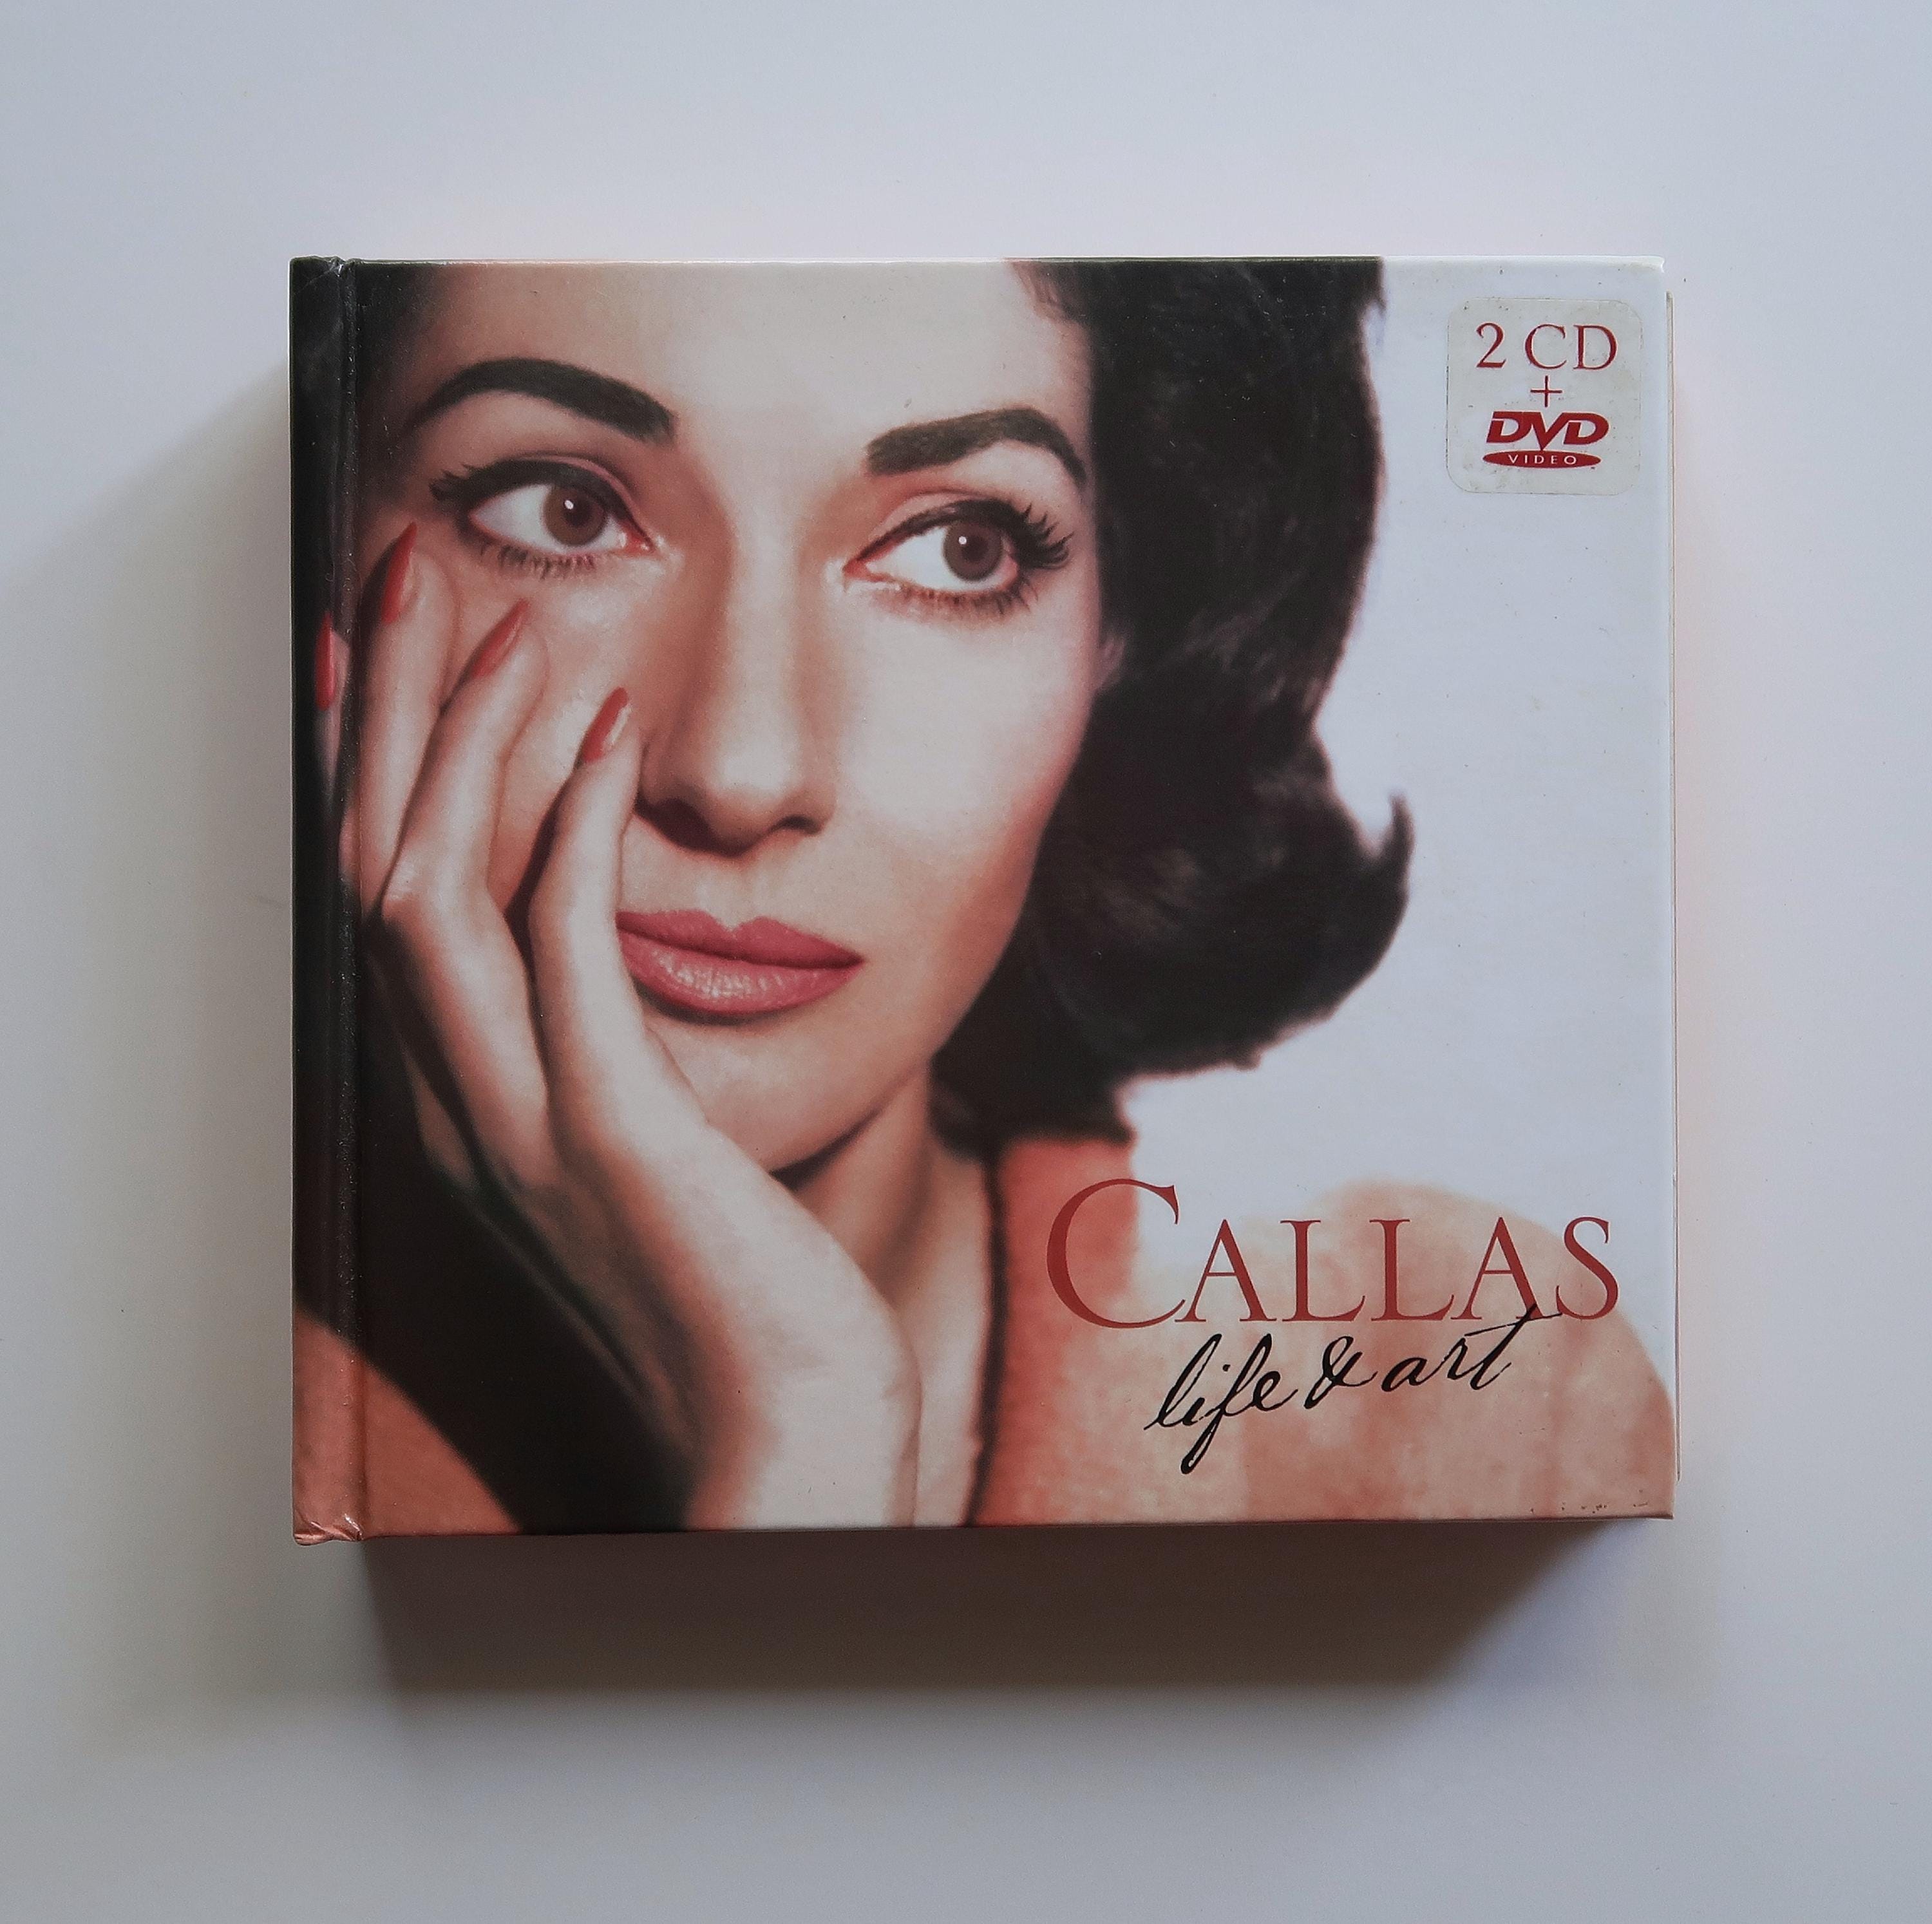 2 CD
+
DVD
VIDEO
CALLAS
life & art